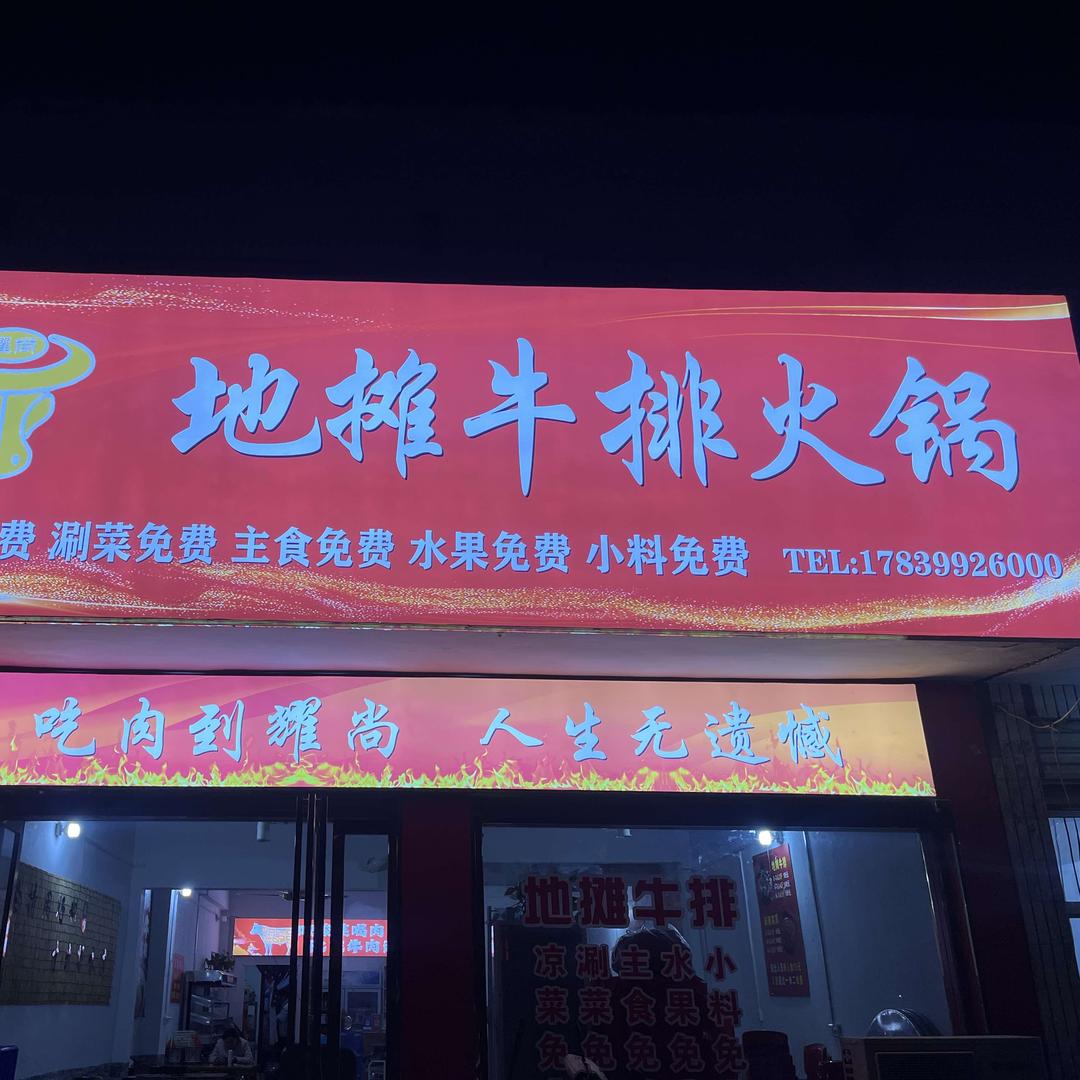 耀尚
地摊牛排火锅
费 涮菜免费 主食免费 水果免费 小料免费 TEL:17839926000
吃肉到耀尚 人生无遗憾
地摊牛排
凉 涮 主 水 小
菜 菜 食 果 料
免 免 免 免 免